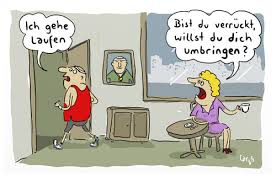 Ich gehe
Laufen
Bist du verrückt,
willst du dich
umbringen?